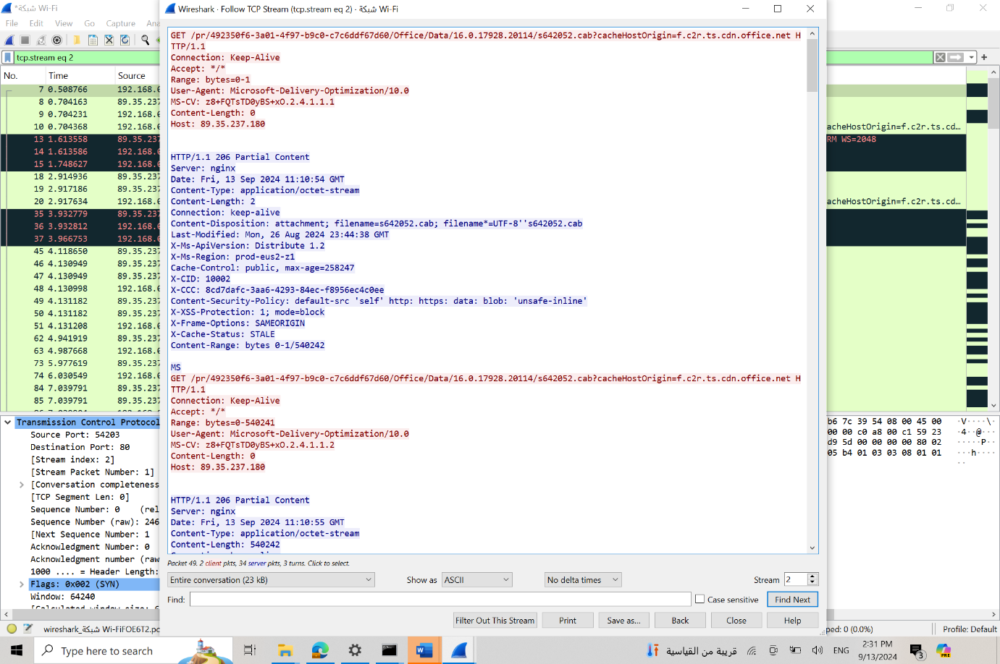 *شبكة Wi-Fi
File Edit View Go Capture Ana
tcp.stream eq 2
No. Time Source
7 0.508766 192.168.0
8 0.704163 89.35.237
9 0.704231 192.168.0
10 0.704368 192.168.0
13 1.613558 89.35.237
14 1.613586 192.168.0
15 1.748627 192.168.0
18 2.914936 89.35.237
19 2.917186 89.35.237
20 2.917634 192.168.0
35 3.932779 89.35.237
36 3.932812 192.168.0
37 3.966753 192.168.0
45 4.118650 89.35.237
46 4.130949 89.35.237
47 4.130949 89.35.237
48 4.130998 192.168.0
49 4.131182 89.35.237
50 4.131182 89.35.237
51 4.131208 192.168.0
62 4.941919 89.35.237
63 4.987668 192.168.0
73 5.977619 89.35.237
74 6.030549 192.168.0
84 7.039791 89.35.237
85 7.039791 89.35.237
Transmission Control Protocol
Source Port: 54203
Destination Port: 80
[Stream index: 2]
[Stream Packet Number: 1]
[Conversation completeness
[TCP Segment Len: 0]
Sequence Number: 0 (rel
Sequence Number (raw): 246
[Next Sequence Number: 1
Acknowledgment Number: 0
Acknowledgment number (raw
1000 .... = Header Length:
Flags: 0x002 (SYN)
Window: 64240
[Calculated window size: 6
wireshark_شبكة Wi-FiFOE6T2.pc
Wireshark · Follow TCP Stream (tcp.stream eq 2) · شبكة Wi-Fi
GET /pr/492350f6-3a01-4f97-b9c0-c7c6ddf67d60/Office/Data/16.0.17928.20114/s642052.cab?cacheHostOrigin=f.c2r.ts.cdn.office.net H
TTP/1.1
Connection: Keep-Alive
Accept: */*
Range: bytes=0-1
User-Agent: Microsoft-Delivery-Optimization/10.0
MS-CV: z8+FQTsTD0yBS+xO.2.4.1.1.1
Content-Length: 0
Host: 89.35.237.180
HTTP/1.1 206 Partial Content
Server: nginx
Date: Fri, 13 Sep 2024 11:10:54 GMT
Content-Type: application/octet-stream
Content-Length: 2
Connection: keep-alive
Content-Disposition: attachment; filename=s642052.cab; filename*=UTF-8''s642052.cab
Last-Modified: Mon, 26 Aug 2024 23:44:38 GMT
X-Ms-ApiVersion: Distribute 1.2
X-Ms-Region: prod-eus2-z1
Cache-Control: public, max-age=258247
X-CID: 10002
X-CCC: 8cd7dafc-3aa6-4293-84ec-f8956ec4c0ee
Content-Security-Policy: default-src 'self' http: https: data: blob: 'unsafe-inline'
X-XSS-Protection: 1; mode=block
X-Frame-Options: SAMEORIGIN
X-Cache-Status: STALE
Content-Range: bytes 0-1/540242
MS
GET /pr/492350f6-3a01-4f97-b9c0-c7c6ddf67d60/Office/Data/16.0.17928.20114/s642052.cab?cacheHostOrigin=f.c2r.ts.cdn.office.net H
TTP/1.1
Connection: Keep-Alive
Accept: */*
Range: bytes=0-540241
User-Agent: Microsoft-Delivery-Optimization/10.0
MS-CV: z8+FQTsTD0yBS+xO.2.4.1.1.2
Content-Length: 0
Host: 89.35.237.180
HTTP/1.1 206 Partial Content
Server: nginx
Date: Fri, 13 Sep 2024 11:10:55 GMT
Content-Type: application/octet-stream
Content-Length: 540242
Packet 49. 2 client pkts, 34 server pkts, 3 turns. Click to select.
Entire conversation (23 kB) Show as ASCII No delta times Stream 2
Find: Case sensitive Find Next
Filter Out This Stream Print Save as... Back Close Help
acheHostOrigin=f.c2r.ts.cd...
RM WS=2048
acheHostOrigin=f.c2r.ts.cd...
b6 7c 39 54 08 00 45 00 ·V····\·
00 00 c0 a8 00 c1 59 23 4··@····
d9 5d 00 00 00 00 80 02 ·····P··
05 b4 01 03 03 08 01 01 ···h····
··
ped: 0 (0.0%) Profile: Default
Type here to search
قريبة من القياسية
ENG
2:31 PM
9/13/2024
3
PRE